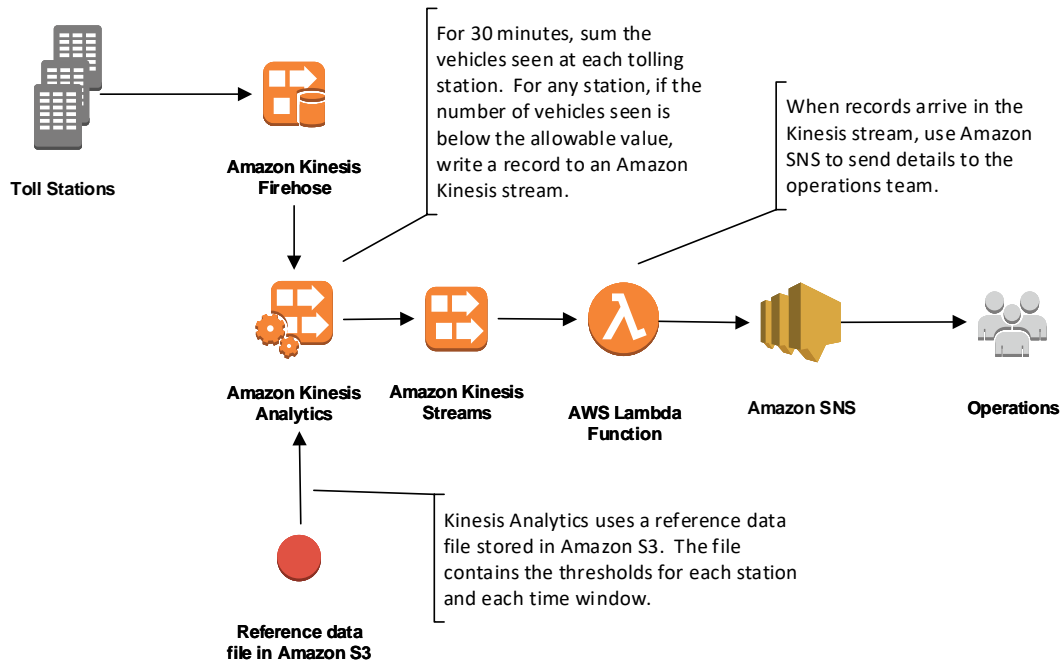 For 30 minutes, sum the
vehicles seen at each tolling
station.  For any station, if the
number of vehicles seen is
below the allowable value,
write a record to an Amazon
Kinesis stream.
When records arrive in the
Kinesis stream, use Amazon
SNS to send details to the
operations team.
Toll Stations
Amazon Kinesis
Firehose
Amazon Kinesis
Analytics
Amazon Kinesis
Streams
AWS Lambda
Function
Amazon SNS
Operations
Kinesis Analytics uses a reference data
file stored in Amazon S3.  The file
contains the thresholds for each station
and each time window.
Reference data
file in Amazon S3